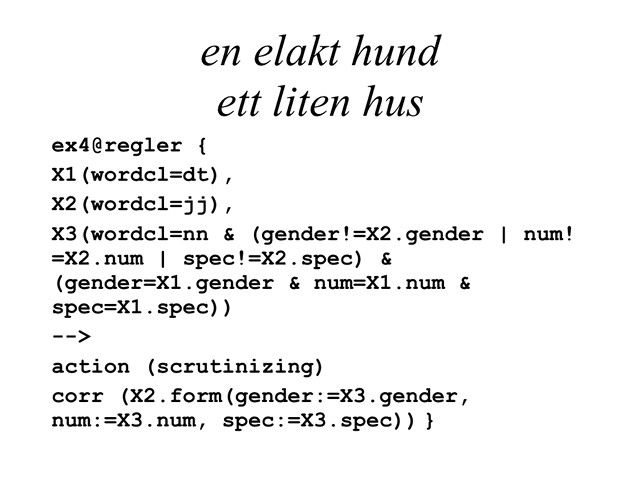 en elakt hund
ett liten hus
ex4@regler {
X1(wordcl=dt),
X2(wordcl=jj),
X3(wordcl=nn & (gender!=X2.gender | num!
=X2.num | spec!=X2.spec) &
(gender=X1.gender & num=X1.num &
spec=X1.spec))
-->
action (scrutinizing)
corr (X2.form(gender:=X3.gender,
num:=X3.num, spec:=X3.spec)) }